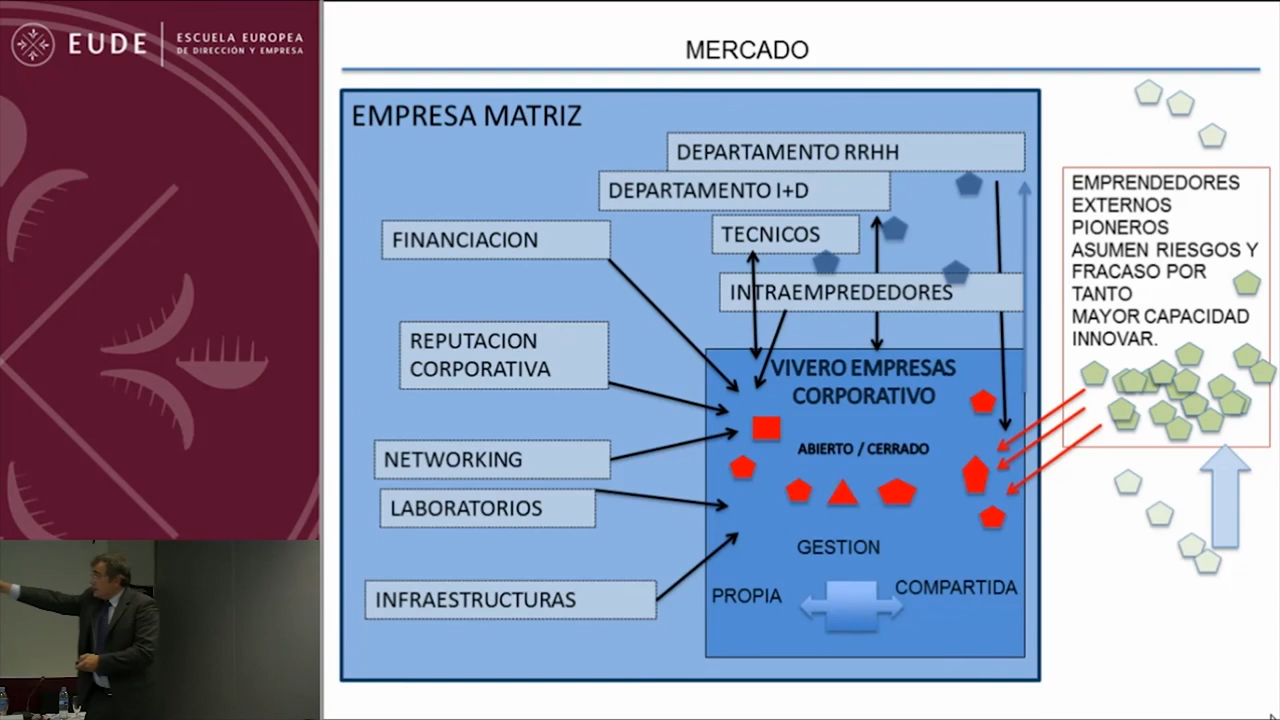 EUDE
ESCUELA EUROPEA
DE DIRECCIÓN Y EMPRESA
MERCADO
EMPRESA MATRIZ
DEPARTAMENTO RRHH
DEPARTAMENTO I+D
TECNICOS
FINANCIACION
INTRAEMPREDEDORES
REPUTACION
CORPORATIVA
NETWORKING
LABORATORIOS
INFRAESTRUCTURAS
VIVERO EMPRESAS
CORPORATIVO
ABIERTO / CERRADO
GESTION
PROPIA
COMPARTIDA
EMPRENDEDORES
EXTERNOS
PIONEROS
ASUMEN RIESGOS Y
FRACASO POR
TANTO
MAYOR CAPACIDAD
INNOVAR.